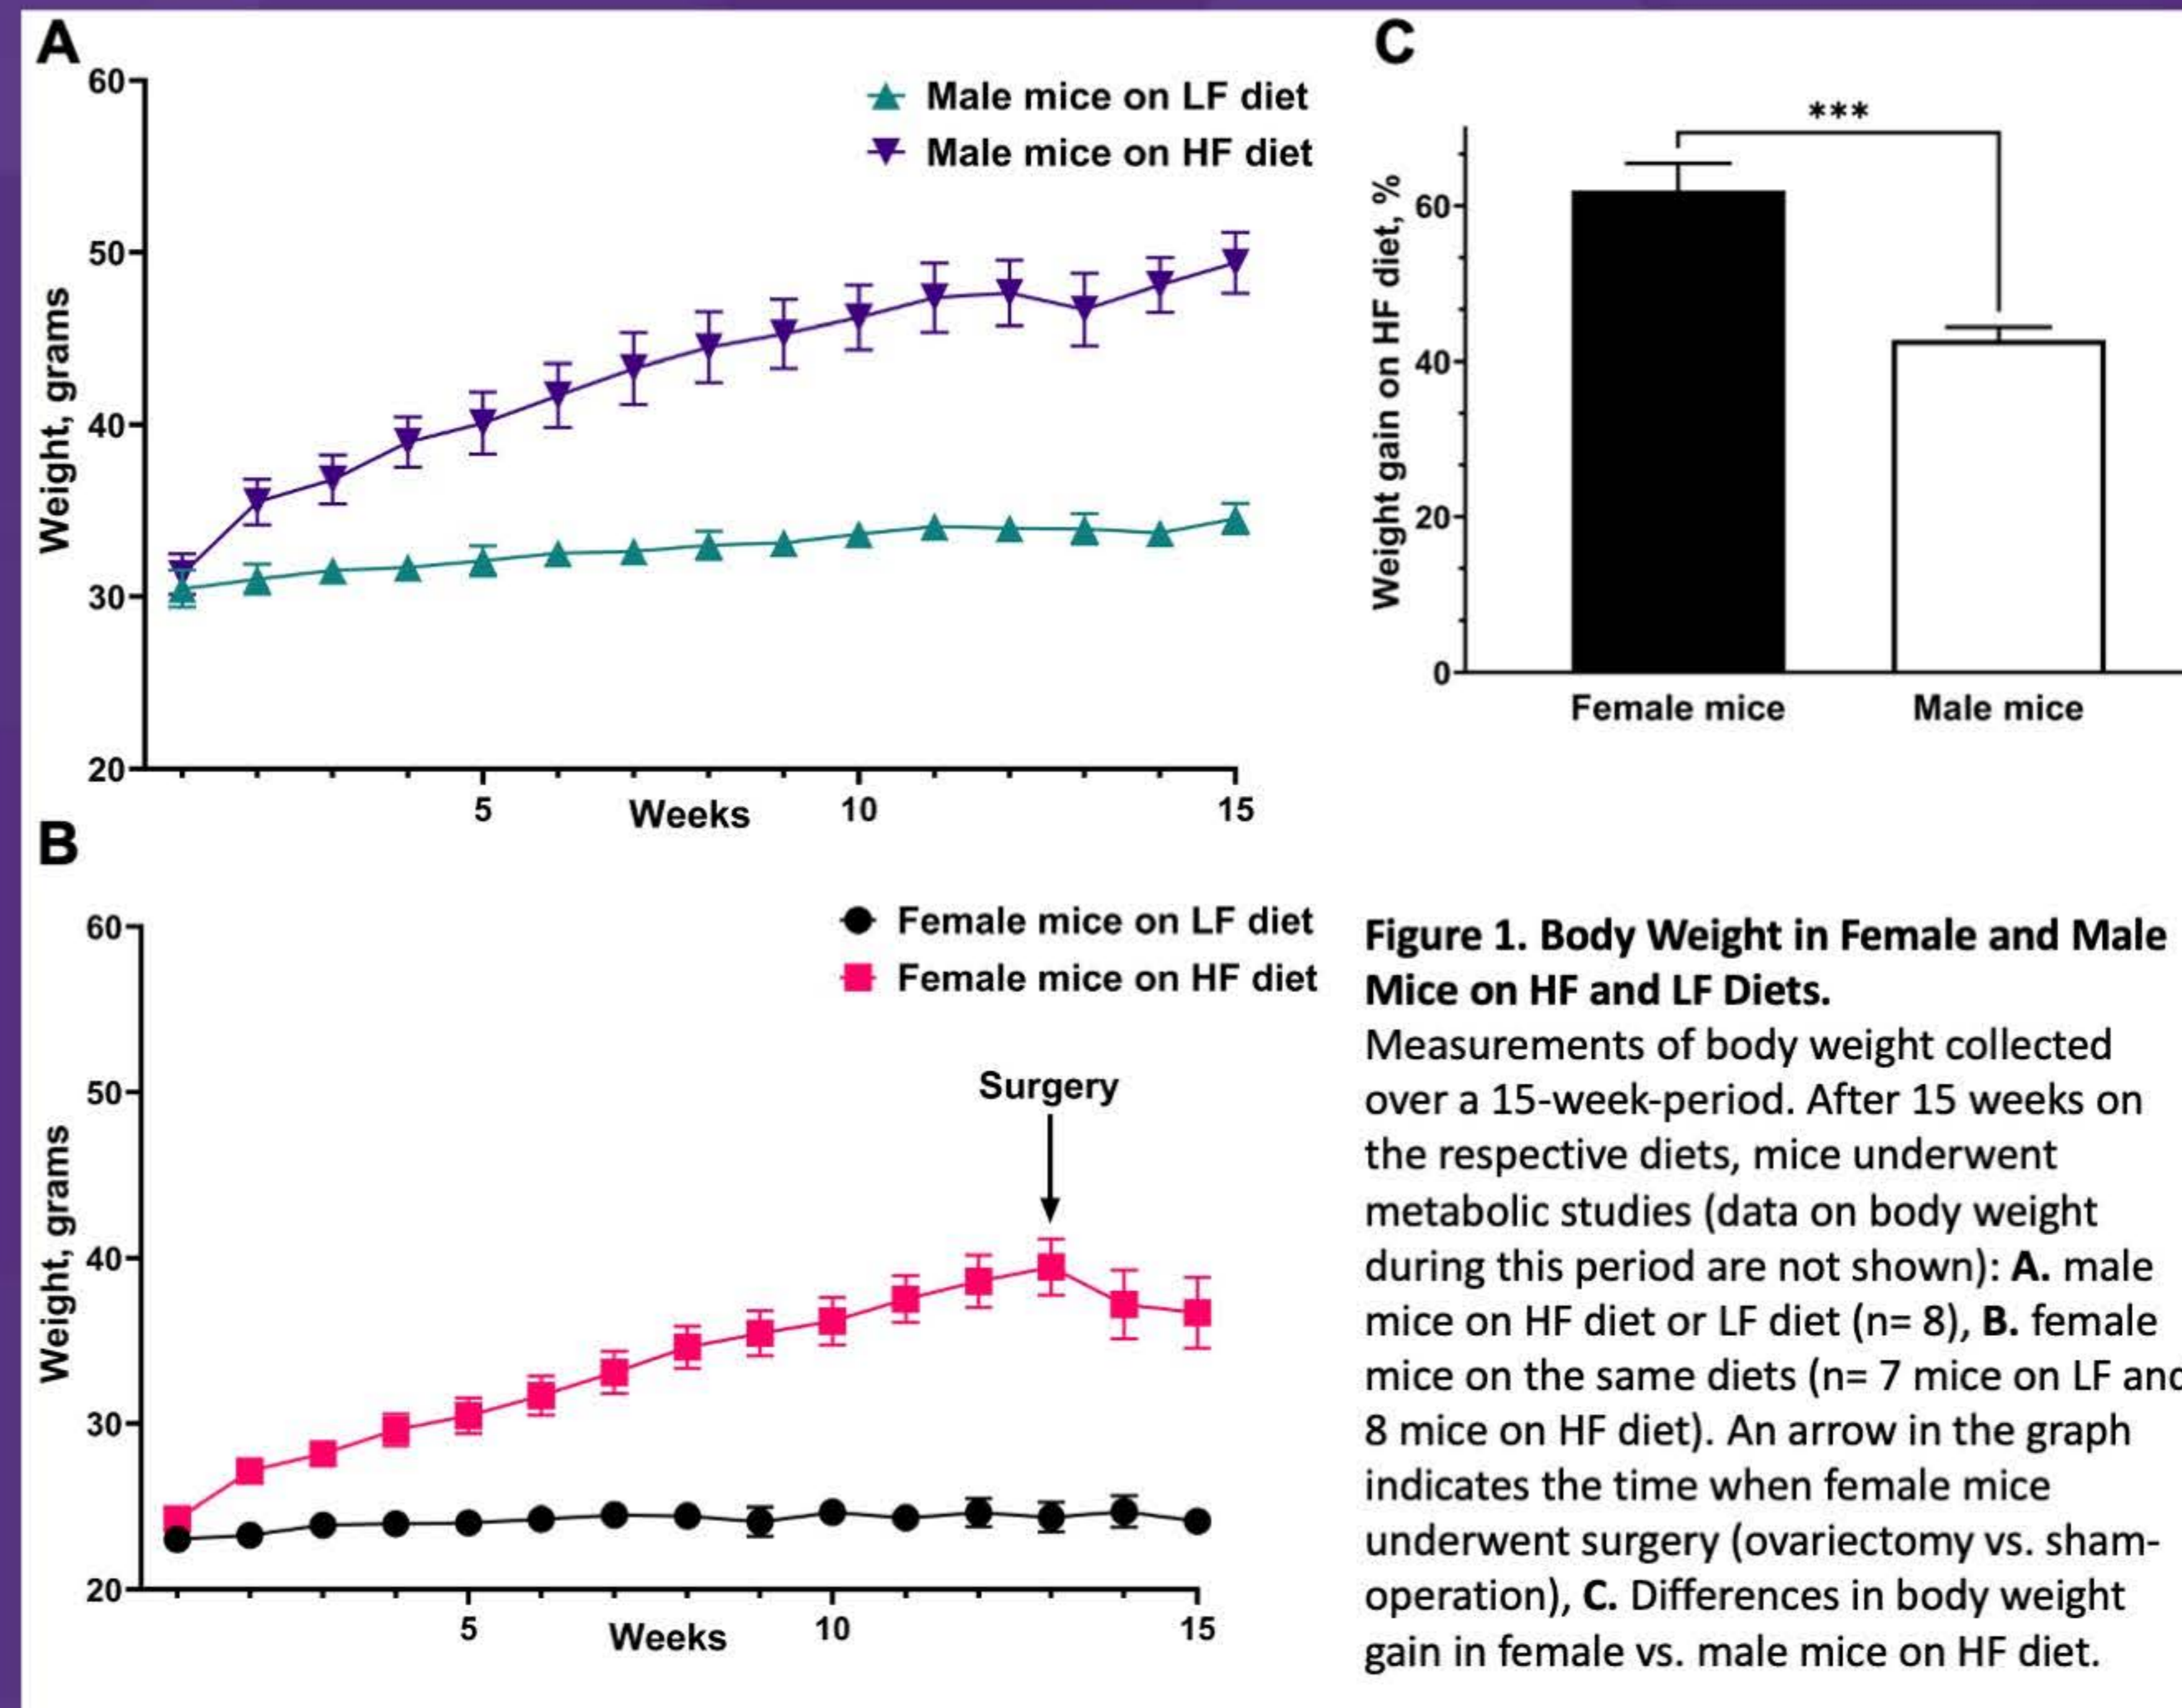 A
60
50
40
30
20
Weight, grams
Male mice on LF diet
Male mice on HF diet
5
10
15
Weeks
B
60
50
40
30
20
Weight, grams
Female mice on LF diet
Female mice on HF diet
Surgery
5
10
15
Weeks
C
***
Weight gain on HF diet, %
60
40
20
0
Female mice
Male mice
Figure 1. Body Weight in Female and Male
Mice on HF and LF Diets.
Measurements of body weight collected
over a 15-week-period. After 15 weeks on
the respective diets, mice underwent
metabolic studies (data on body weight
during this period are not shown): A. male
mice on HF diet or LF diet (n= 8), B. female
mice on the same diets (n= 7 mice on LF and
8 mice on HF diet). An arrow in the graph
indicates the time when female mice
underwent surgery (ovariectomy vs. sham-
operation), C. Differences in body weight
gain in female vs. male mice on HF diet.